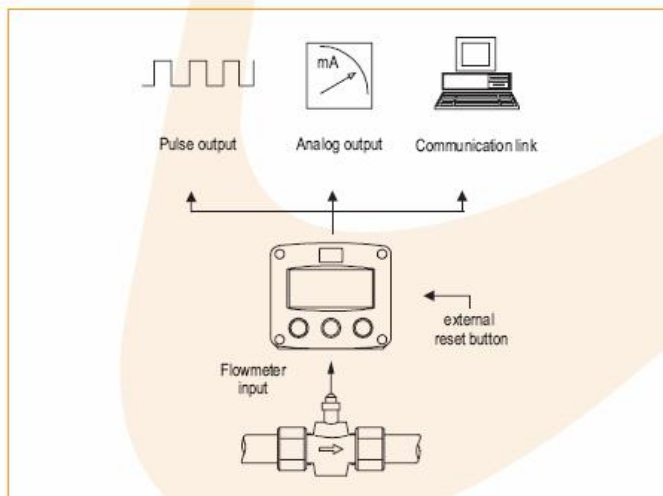 mA
Pulse output
Analog output
Communication link
external
reset button
Flowmeter
input